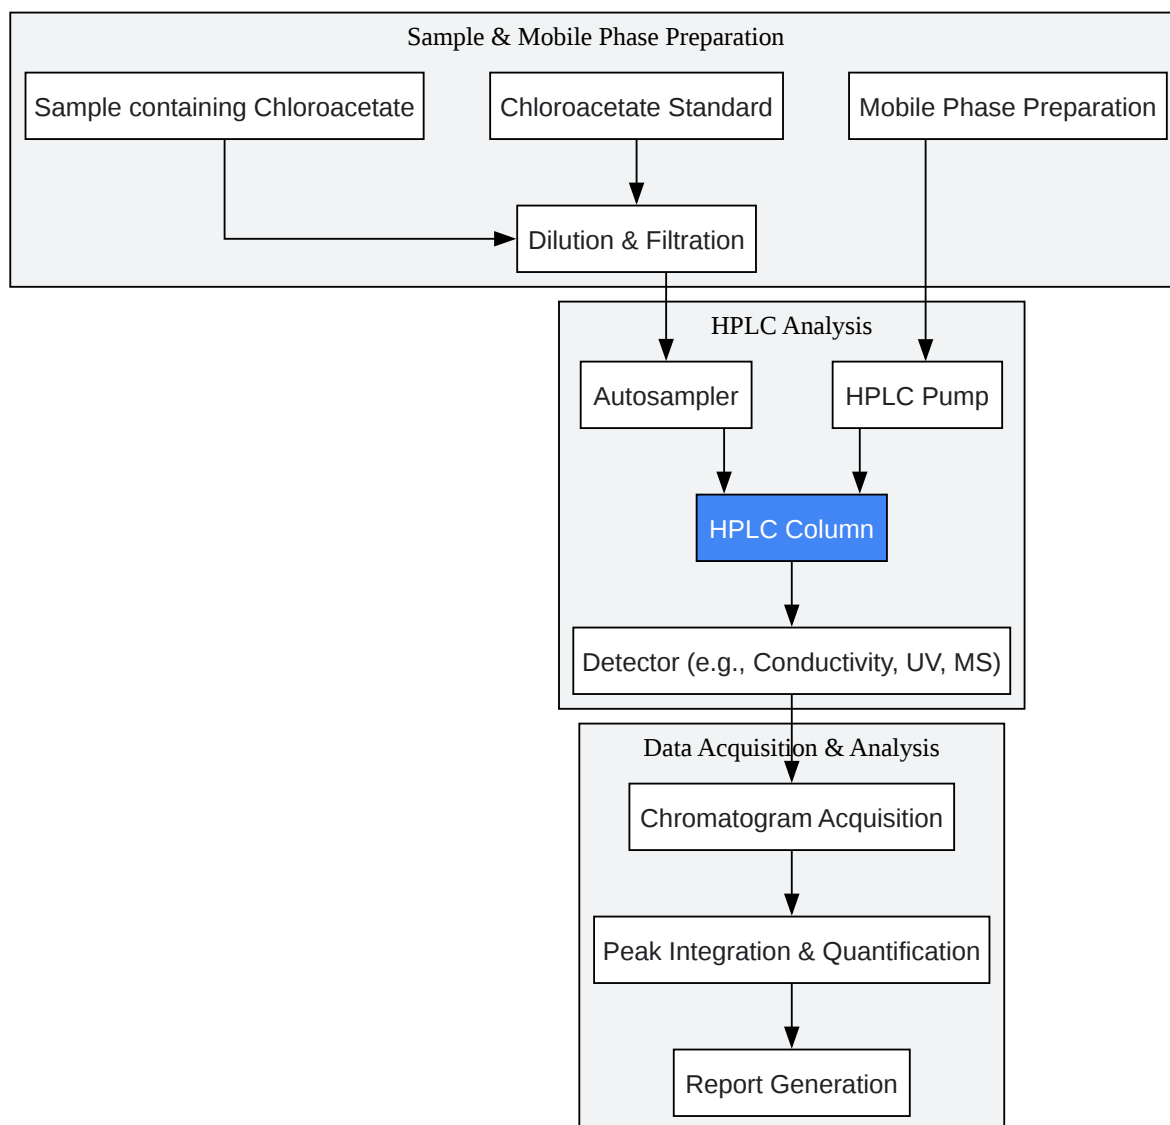 Sample & Mobile Phase Preparation
Sample containing Chloroacetate
Chloroacetate Standard
Mobile Phase Preparation
Dilution & Filtration
HPLC Analysis
Autosampler
HPLC Pump
HPLC Column
Detector (e.g., Conductivity, UV, MS)
Data Acquisition & Analysis
Chromatogram Acquisition
Peak Integration & Quantification
Report Generation